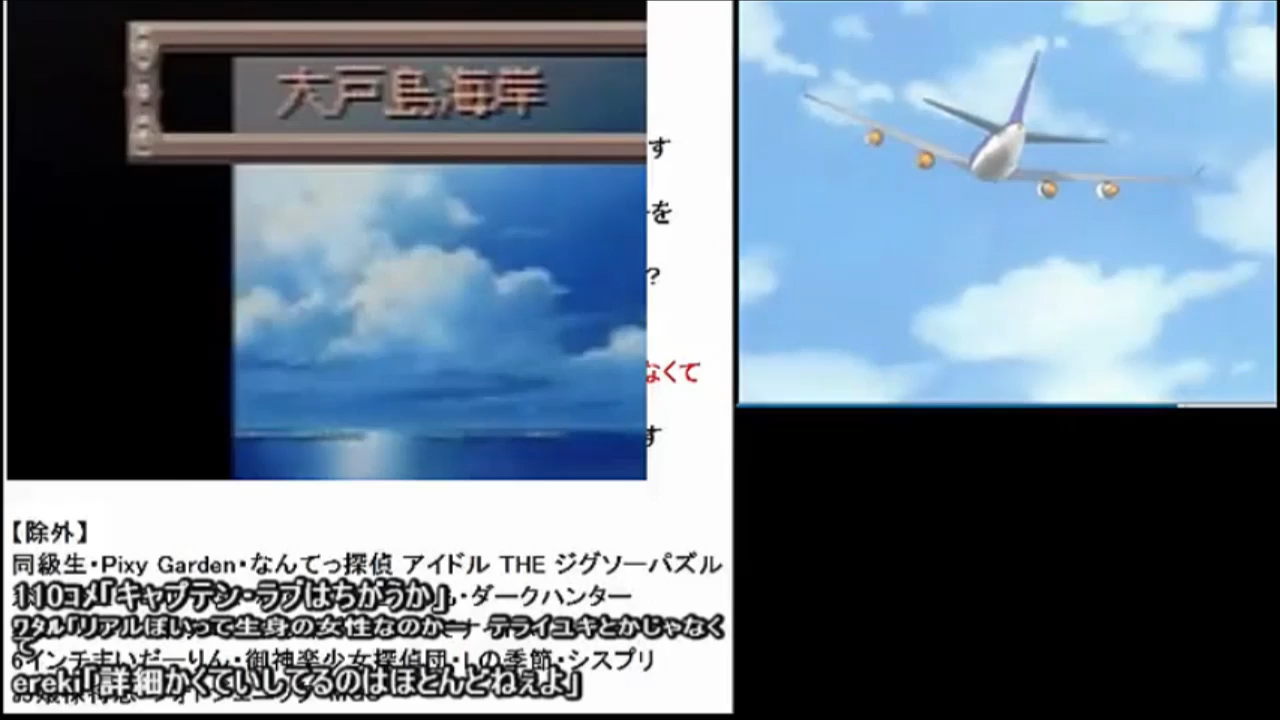 大戸島海岸
す
を
?
なくて
す
【除外】
同級生・Pixy Garden・なんてっ探偵 アイドル THE ジグソーパズル
110コメ「キャプテン・ラブはちがうか」
・ダークハンター
ワタル「リアルぽいって生身の女性なのかー テライユキとかじゃなく
て
6インチまいだーりん・御神楽少女探偵団・Lの季節・シスプリ
ereki「詳細かくていしてるのはほとんどねぇよ」